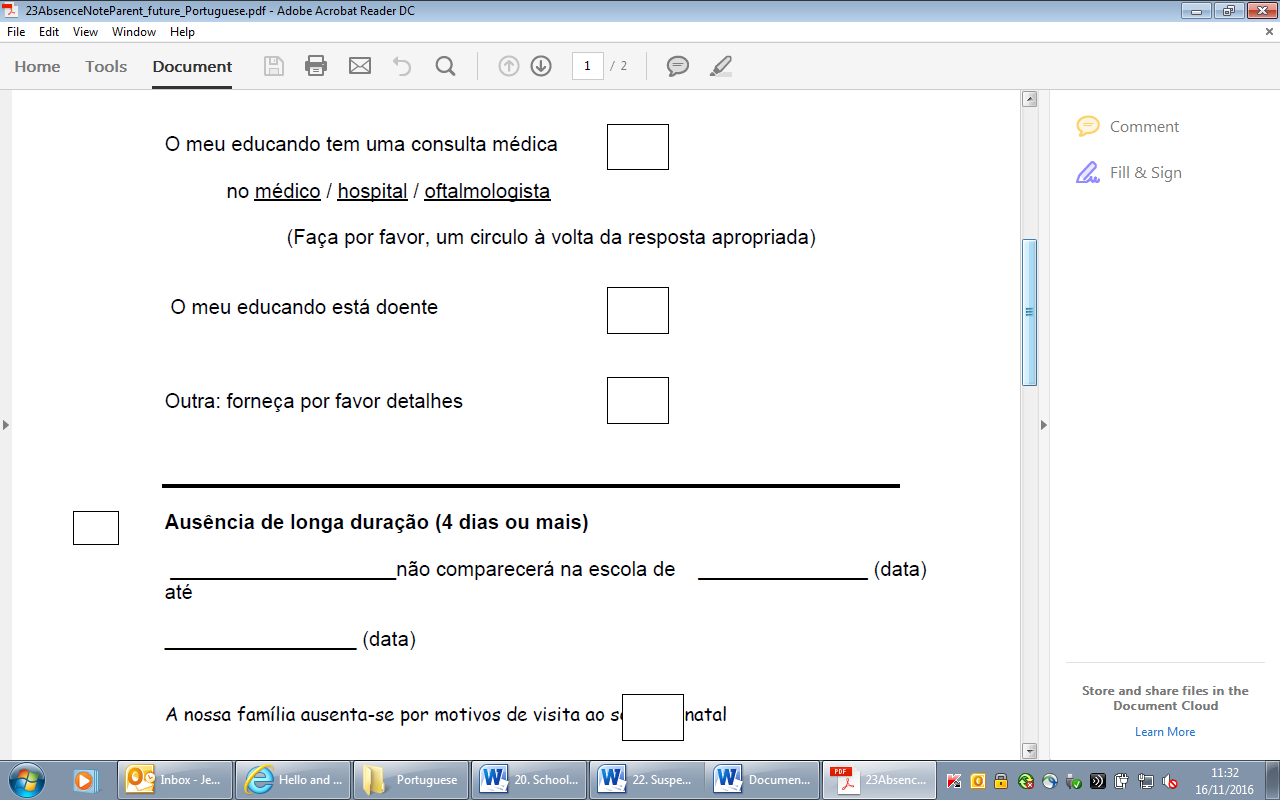 23AbsenceNoteParent_future_Portuguese.pdf - Adobe Acrobat Reader DC
File Edit View Window Help
Home Tools Document 1 / 2
O meu educando tem uma consulta médica
no médico / hospital / oftalmologista
(Faça por favor, um circulo à volta da resposta apropriada)
O meu educando está doente
Outra: forneça por favor detalhes
Ausência de longa duração (4 dias ou mais)
____________________não comparecerá na escola de _______________ (data)
até
_________________ (data)
A nossa família ausenta-se por motivos de visita ao natal
Comment
Fill & Sign
Store and share files in the
Document Cloud
Learn More
Inbox - Je... Hello and ... Portuguese 20. School... 22. Suspe... Documen... 23Absenc... 11:32
16/11/2016